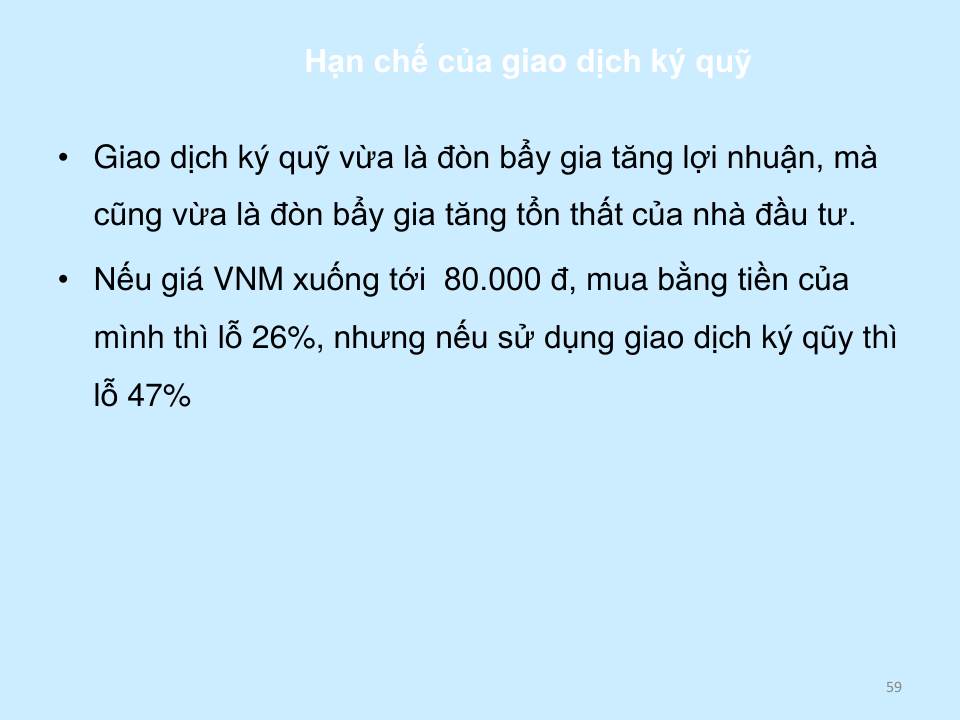 Hạn chế của giao dịch ký quỹ
• Giao dịch ký quỹ vừa là đòn bẩy gia tăng lợi nhuận, mà
cũng vừa là đòn bẩy gia tăng tổn thất của nhà đầu tư.
• Nếu giá VNM xuống tới  80.000 đ, mua bằng tiền của
mình thì lỗ 26%, nhưng nếu sử dụng giao dịch ký qũy thì
lỗ 47%
59